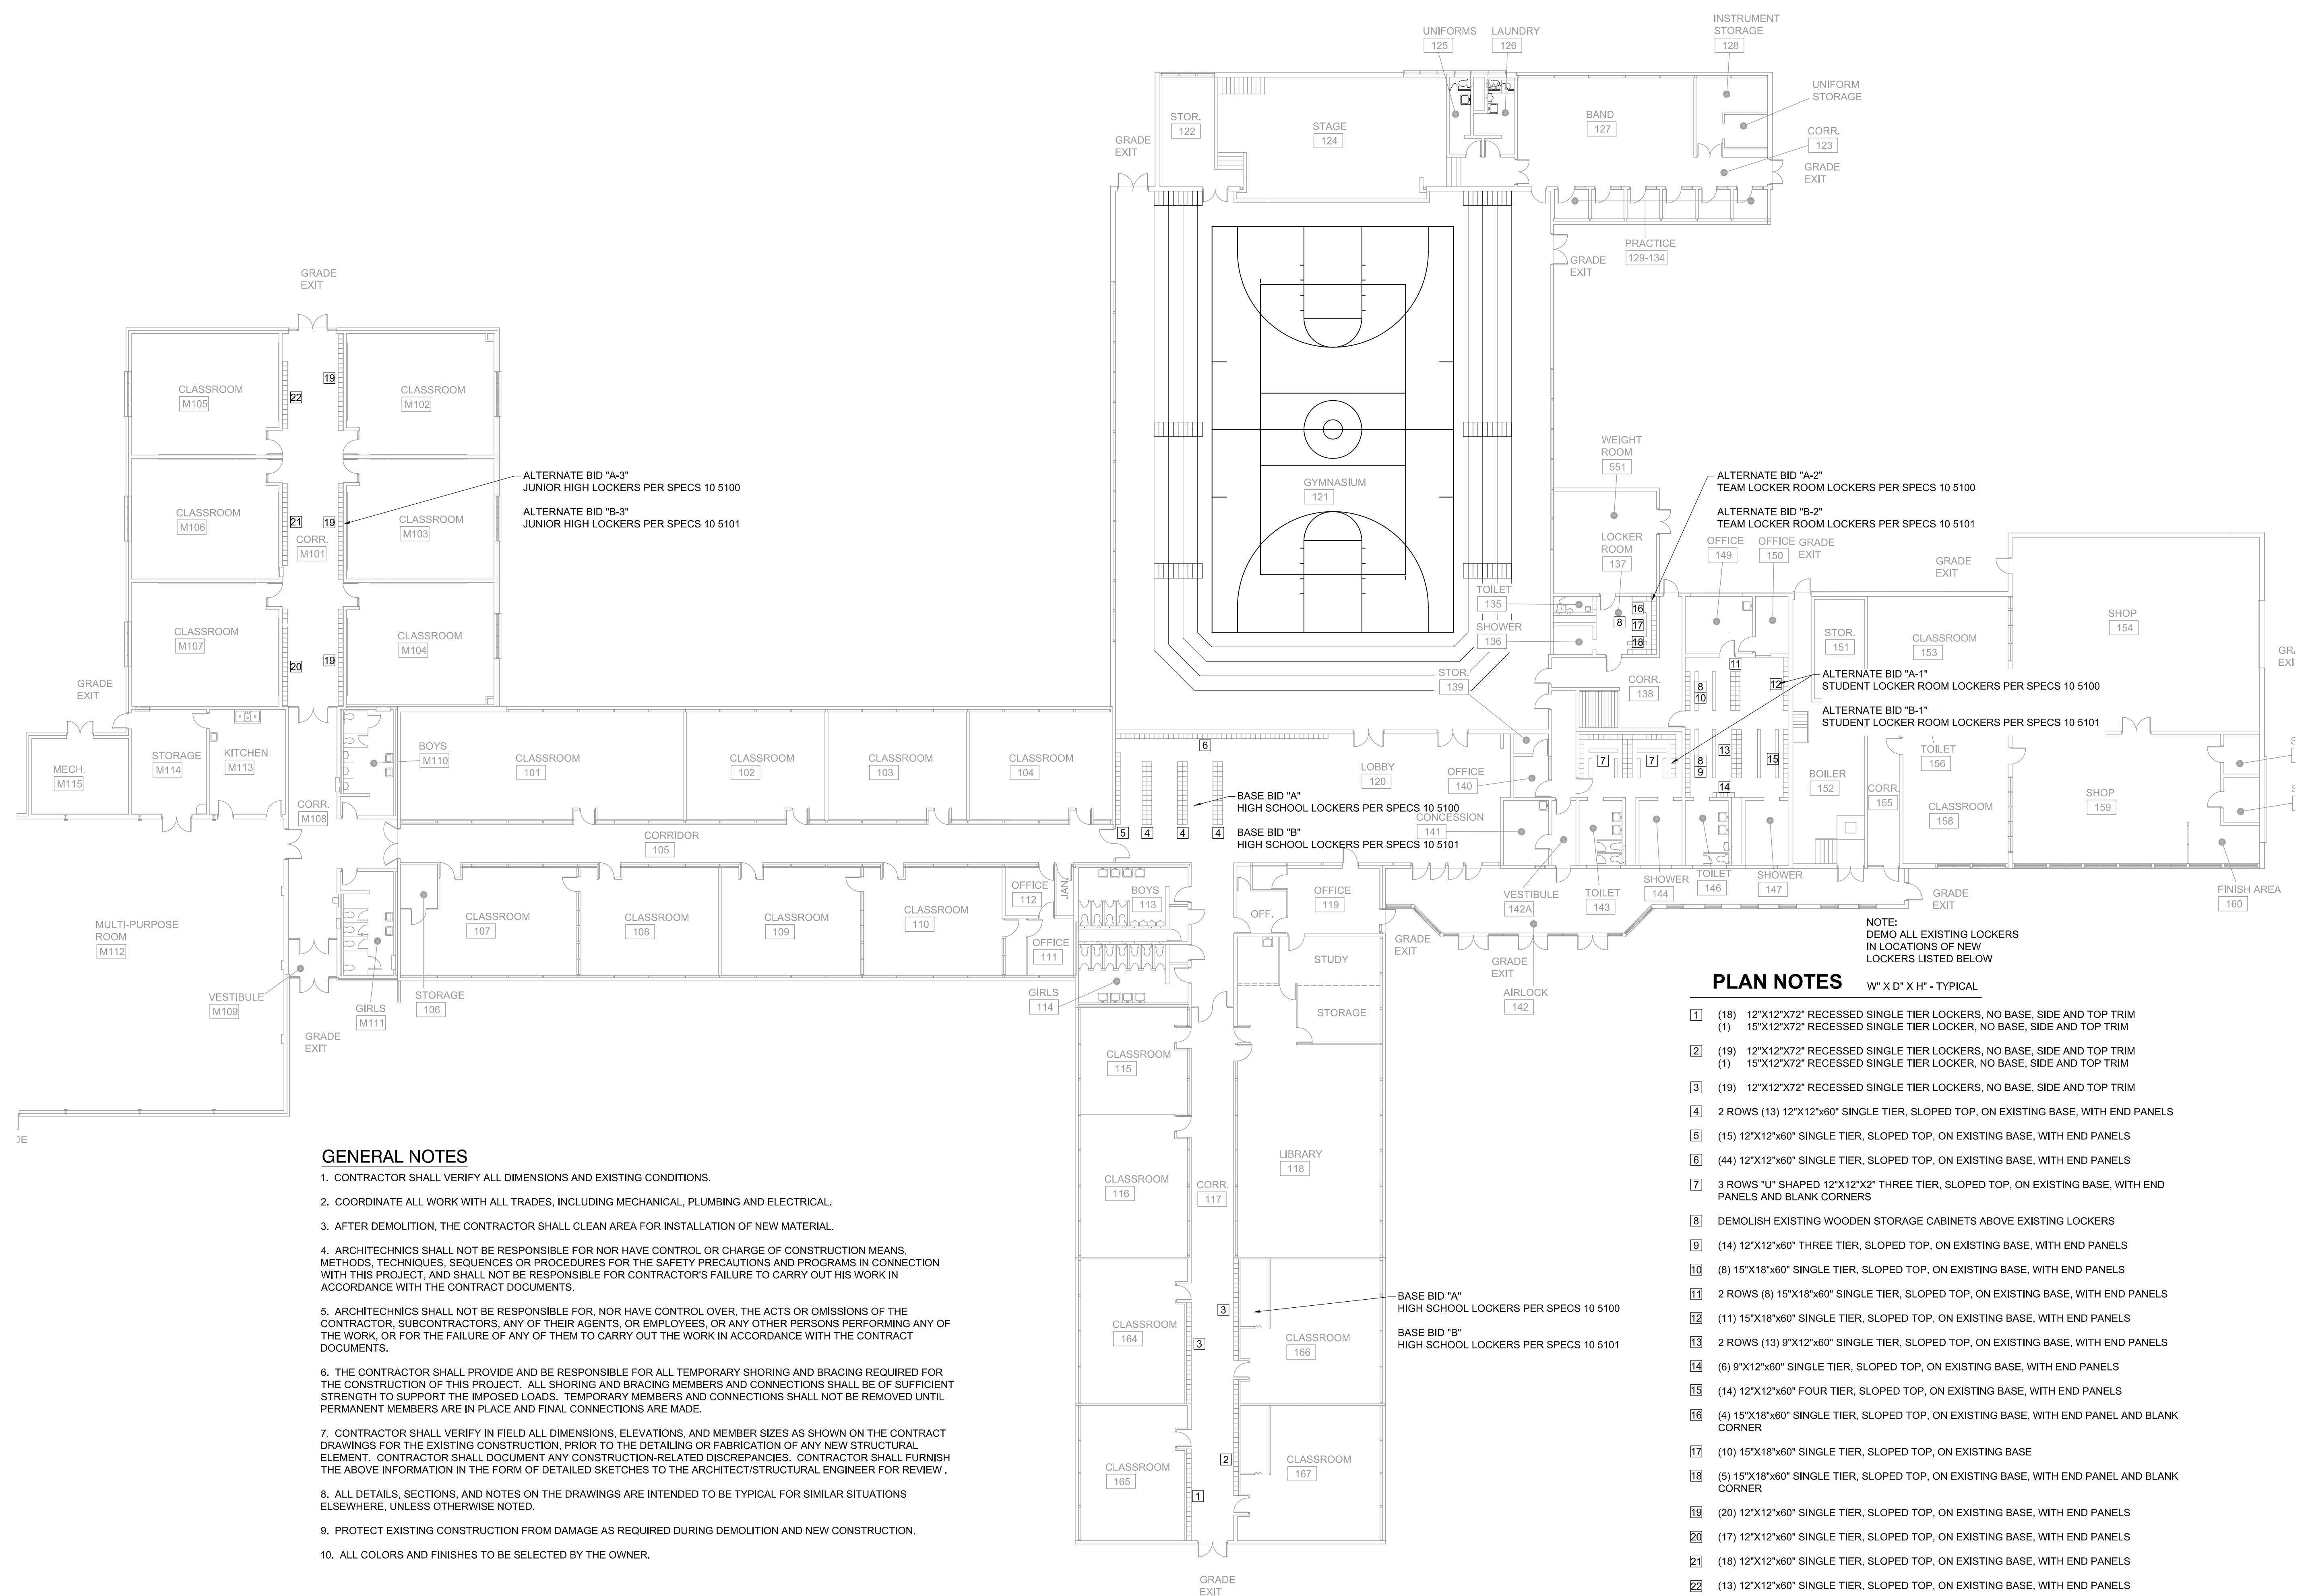 INSTRUMENT
STORAGE
128
UNIFORMS
125
LAUNDRY
126
UNIFORM
STORAGE
STOR.
122
STAGE
124
BAND
127
CORR.
123
GRADE
EXIT
GRADE
EXIT
PRACTICE
129-134
GRADE
EXIT
GRADE
EXIT
CLASSROOM
M105
22
19
CLASSROOM
M102
WEIGHT
ROOM
551
ALTERNATE BID "A-3"
JUNIOR HIGH LOCKERS PER SPECS 10 5100
ALTERNATE BID "B-3"
JUNIOR HIGH LOCKERS PER SPECS 10 5101
GYMNASIUM
121
ALTERNATE BID "A-2"
TEAM LOCKER ROOM LOCKERS PER SPECS 10 5100
ALTERNATE BID "B-2"
TEAM LOCKER ROOM LOCKERS PER SPECS 10 5101
CLASSROOM
M106
21
19
CORR.
M101
CLASSROOM
M103
LOCKER
ROOM
137
OFFICE
149
OFFICE
150
GRADE
EXIT
GRADE
EXIT
TOILET
135
SHOWER
136
16
8
17
18
SHOP
154
STOR.
151
CLASSROOM
153
CLASSROOM
M107
20
19
CLASSROOM
M104
GRADE
EXIT
STOR.
139
CORR.
138
11
8
10
12
ALTERNATE BID "A-1"
STUDENT LOCKER ROOM LOCKERS PER SPECS 10 5100
ALTERNATE BID "B-1"
STUDENT LOCKER ROOM LOCKERS PER SPECS 10 5101
MECH.
M115
STORAGE
M114
KITCHEN
M113
BOYS
M110
CLASSROOM
101
CLASSROOM
102
CLASSROOM
103
CLASSROOM
104
6
LOBBY
120
OFFICE
140
7
7
13
8
9
15
14
TOILET
156
BOILER
152
CORR.
155
CLASSROOM
158
SHOP
159
BASE BID "A"
HIGH SCHOOL LOCKERS PER SPECS 10 5100
BASE BID "B"
HIGH SCHOOL LOCKERS PER SPECS 10 5101
CONCESSION
141
CORR.
M108
CORRIDOR
105
5
4
4
4
MULTI-PURPOSE
ROOM
M112
CLASSROOM
107
CLASSROOM
108
CLASSROOM
109
CLASSROOM
110
OFFICE
112
JAN.
OFFICE
111
BOYS
113
OFF.
OFFICE
119
VESTIBULE
142A
TOILET
143
SHOWER
144
TOILET
146
SHOWER
147
GRADE
EXIT
FINISH AREA
160
STUDY
GRADE
EXIT
GRADE
EXIT
AIRLOCK
142
VESTIBULE
M109
GIRLS
M111
STORAGE
106
GIRLS
114
STORAGE
GRADE
EXIT
CLASSROOM
115
CLASSROOM
116
CORR.
117
LIBRARY
118
3
3
CLASSROOM
164
CLASSROOM
166
BASE BID "A"
HIGH SCHOOL LOCKERS PER SPECS 10 5100
BASE BID "B"
HIGH SCHOOL LOCKERS PER SPECS 10 5101
CLASSROOM
165
2
1
CLASSROOM
167
GRADE
EXIT
GENERAL NOTES
1. CONTRACTOR SHALL VERIFY ALL DIMENSIONS AND EXISTING CONDITIONS.
2. COORDINATE ALL WORK WITH ALL TRADES, INCLUDING MECHANICAL, PLUMBING AND ELECTRICAL.
3. AFTER DEMOLITION, THE CONTRACTOR SHALL CLEAN AREA FOR INSTALLATION OF NEW MATERIAL.
4. ARCHITECHNICS SHALL NOT BE RESPONSIBLE FOR NOR HAVE CONTROL OR CHARGE OF CONSTRUCTION MEANS,
METHODS, TECHNIQUES, SEQUENCES OR PROCEDURES FOR THE SAFETY PRECAUTIONS AND PROGRAMS IN CONNECTION
WITH THIS PROJECT, AND SHALL NOT BE RESPONSIBLE FOR CONTRACTOR'S FAILURE TO CARRY OUT HIS WORK IN
ACCORDANCE WITH THE CONTRACT DOCUMENTS.
5. ARCHITECHNICS SHALL NOT BE RESPONSIBLE FOR, NOR HAVE CONTROL OVER, THE ACTS OR OMISSIONS OF THE
CONTRACTOR, SUBCONTRACTORS, ANY OF THEIR AGENTS, OR EMPLOYEES, OR ANY OTHER PERSONS PERFORMING ANY OF
THE WORK, OR FOR THE FAILURE OF ANY OF THEM TO CARRY OUT THE WORK IN ACCORDANCE WITH THE CONTRACT
DOCUMENTS.
6. THE CONTRACTOR SHALL PROVIDE AND BE RESPONSIBLE FOR ALL TEMPORARY SHORING AND BRACING REQUIRED FOR
THE CONSTRUCTION OF THIS PROJECT. ALL SHORING AND BRACING MEMBERS AND CONNECTIONS SHALL BE OF SUFFICIENT
STRENGTH TO SUPPORT THE IMPOSED LOADS. TEMPORARY MEMBERS AND CONNECTIONS SHALL NOT BE REMOVED UNTIL
PERMANENT MEMBERS ARE IN PLACE AND FINAL CONNECTIONS ARE MADE.
7. CONTRACTOR SHALL VERIFY IN FIELD ALL DIMENSIONS, ELEVATIONS, AND MEMBER SIZES AS SHOWN ON THE CONTRACT
DRAWINGS FOR THE EXISTING CONSTRUCTION, PRIOR TO THE DETAILING OR FABRICATION OF ANY NEW STRUCTURAL
ELEMENT. CONTRACTOR SHALL DOCUMENT ANY CONSTRUCTION-RELATED DISCREPANCIES. CONTRACTOR SHALL FURNISH
THE ABOVE INFORMATION IN THE FORM OF DETAILED SKETCHES TO THE ARCHITECT/STRUCTURAL ENGINEER FOR REVIEW .
8. ALL DETAILS, SECTIONS, AND NOTES ON THE DRAWINGS ARE INTENDED TO BE TYPICAL FOR SIMILAR SITUATIONS
ELSEWHERE, UNLESS OTHERWISE NOTED.
9. PROTECT EXISTING CONSTRUCTION FROM DAMAGE AS REQUIRED DURING DEMOLITION AND NEW CONSTRUCTION.
10. ALL COLORS AND FINISHES TO BE SELECTED BY THE OWNER.
NOTE:
DEMO ALL EXISTING LOCKERS
IN LOCATIONS OF NEW
LOCKERS LISTED BELOW
PLAN NOTES W" X D" X H" - TYPICAL
1 (18) 12"X12"X72" RECESSED SINGLE TIER LOCKERS, NO BASE, SIDE AND TOP TRIM
(1) 15"X12"X72" RECESSED SINGLE TIER LOCKER, NO BASE, SIDE AND TOP TRIM
2 (19) 12"X12"X72" RECESSED SINGLE TIER LOCKERS, NO BASE, SIDE AND TOP TRIM
(1) 15"X12"X72" RECESSED SINGLE TIER LOCKER, NO BASE, SIDE AND TOP TRIM
3 (19) 12"X12"X72" RECESSED SINGLE TIER LOCKERS, NO BASE, SIDE AND TOP TRIM
4 2 ROWS (13) 12"X12"x60" SINGLE TIER, SLOPED TOP, ON EXISTING BASE, WITH END PANELS
5 (15) 12"X12"x60" SINGLE TIER, SLOPED TOP, ON EXISTING BASE, WITH END PANELS
6 (44) 12"X12"x60" SINGLE TIER, SLOPED TOP, ON EXISTING BASE, WITH END PANELS
7 3 ROWS "U" SHAPED 12"X12"X2" THREE TIER, SLOPED TOP, ON EXISTING BASE, WITH END
PANELS AND BLANK CORNERS
8 DEMOLISH EXISTING WOODEN STORAGE CABINETS ABOVE EXISTING LOCKERS
9 (14) 12"X12"x60" THREE TIER, SLOPED TOP, ON EXISTING BASE, WITH END PANELS
10 (8) 15"X18"x60" SINGLE TIER, SLOPED TOP, ON EXISTING BASE, WITH END PANELS
11 2 ROWS (8) 15"X18"x60" SINGLE TIER, SLOPED TOP, ON EXISTING BASE, WITH END PANELS
12 (11) 15"X18"x60" SINGLE TIER, SLOPED TOP, ON EXISTING BASE, WITH END PANELS
13 2 ROWS (13) 9"X12"x60" SINGLE TIER, SLOPED TOP, ON EXISTING BASE, WITH END PANELS
14 (6) 9"X12"x60" SINGLE TIER, SLOPED TOP, ON EXISTING BASE, WITH END PANELS
15 (14) 12"X12"x60" FOUR TIER, SLOPED TOP, ON EXISTING BASE, WITH END PANELS
16 (4) 15"X18"x60" SINGLE TIER, SLOPED TOP, ON EXISTING BASE, WITH END PANEL AND BLANK
CORNER
17 (10) 15"X18"x60" SINGLE TIER, SLOPED TOP, ON EXISTING BASE
18 (5) 15"X18"x60" SINGLE TIER, SLOPED TOP, ON EXISTING BASE, WITH END PANEL AND BLANK
CORNER
19 (20) 12"X12"x60" SINGLE TIER, SLOPED TOP, ON EXISTING BASE, WITH END PANELS
20 (17) 12"X12"x60" SINGLE TIER, SLOPED TOP, ON EXISTING BASE, WITH END PANELS
21 (18) 12"X12"x60" SINGLE TIER, SLOPED TOP, ON EXISTING BASE, WITH END PANELS
22 (13) 12"X12"x60" SINGLE TIER, SLOPED TOP, ON EXISTING BASE, WITH END PANELS